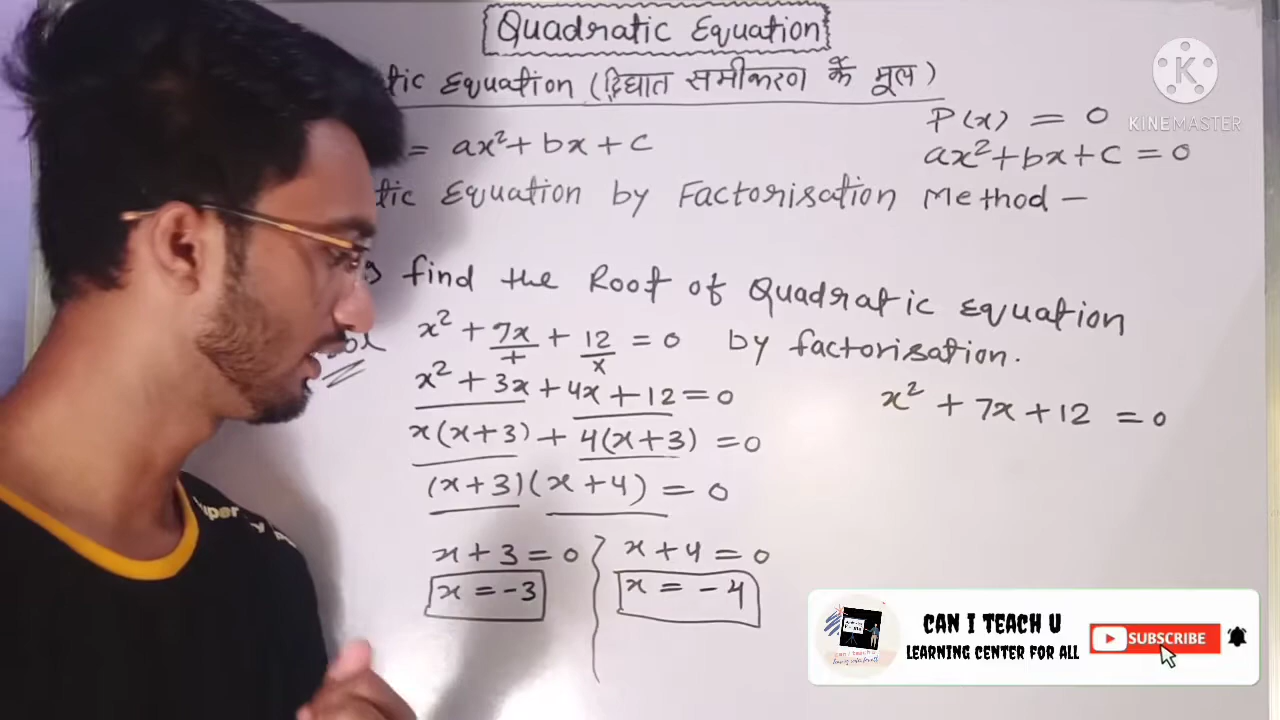 Quadratic Equation
tic Equation (द्विघात समीकरण के मूल)
P(x) = 0
= ax²+bx+c
ax²+bx+c=0
tic Equation by Factorisation Method -
find the Root of Quadratic Equation
x² + 7x + 12 = 0 by factorisation.
+ x
x² + 3x + 4x + 12 = 0
x² + 7x + 12 = 0
x(x+3) + 4(x+3) = 0
(x+3)(x+4) = 0
x+3=0 x+4=0
x = -3 x = -4
KINEMASTER
CAN I TEACH U
LEARNING CENTER FOR ALL
SUBSCRIBE